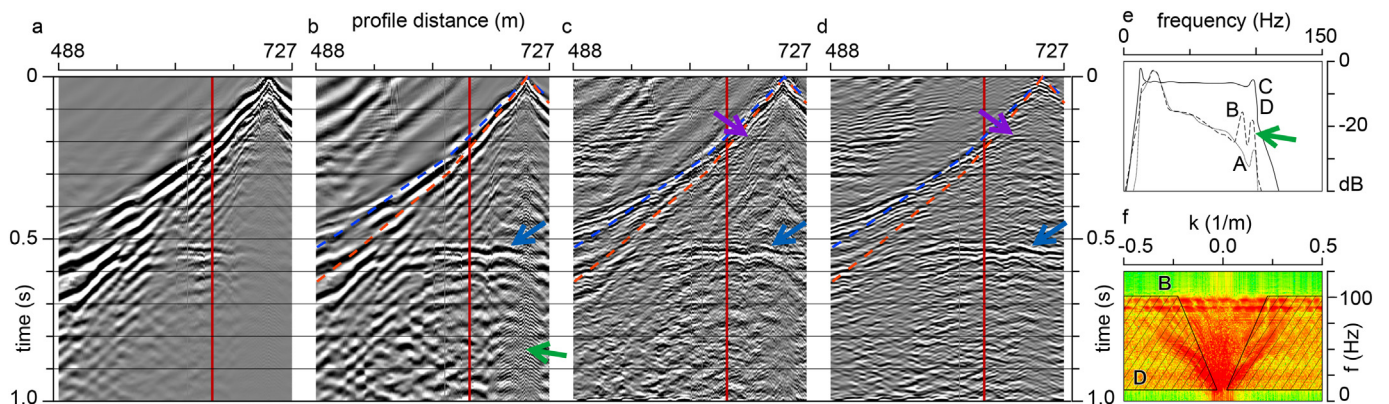 a
b
profile distance (m)
c
d
e
frequency (Hz)
488
727
488
727
488
727
488
727
0
150
0
0
0
C
D
B
A
-20
dB
0.5
0.5
1.0
1.0
time (s)
time (s)
f
k (1/m)
-0.5
0.0
0.5
B
D
100
0
f (Hz)